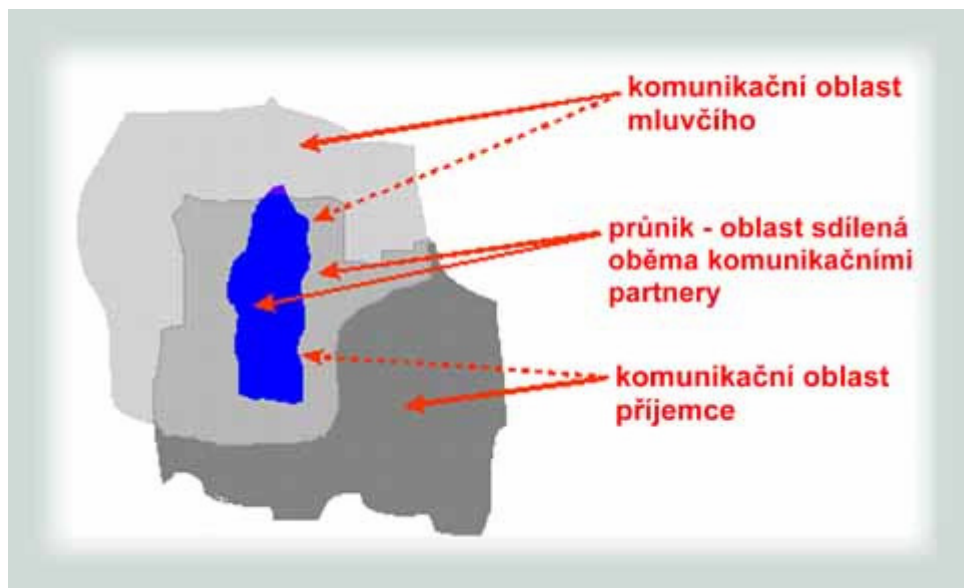 komunikační oblast
mluvčího
průnik - oblast sdílená
oběma komunikačními
partnery
komunikační oblast
příjemce